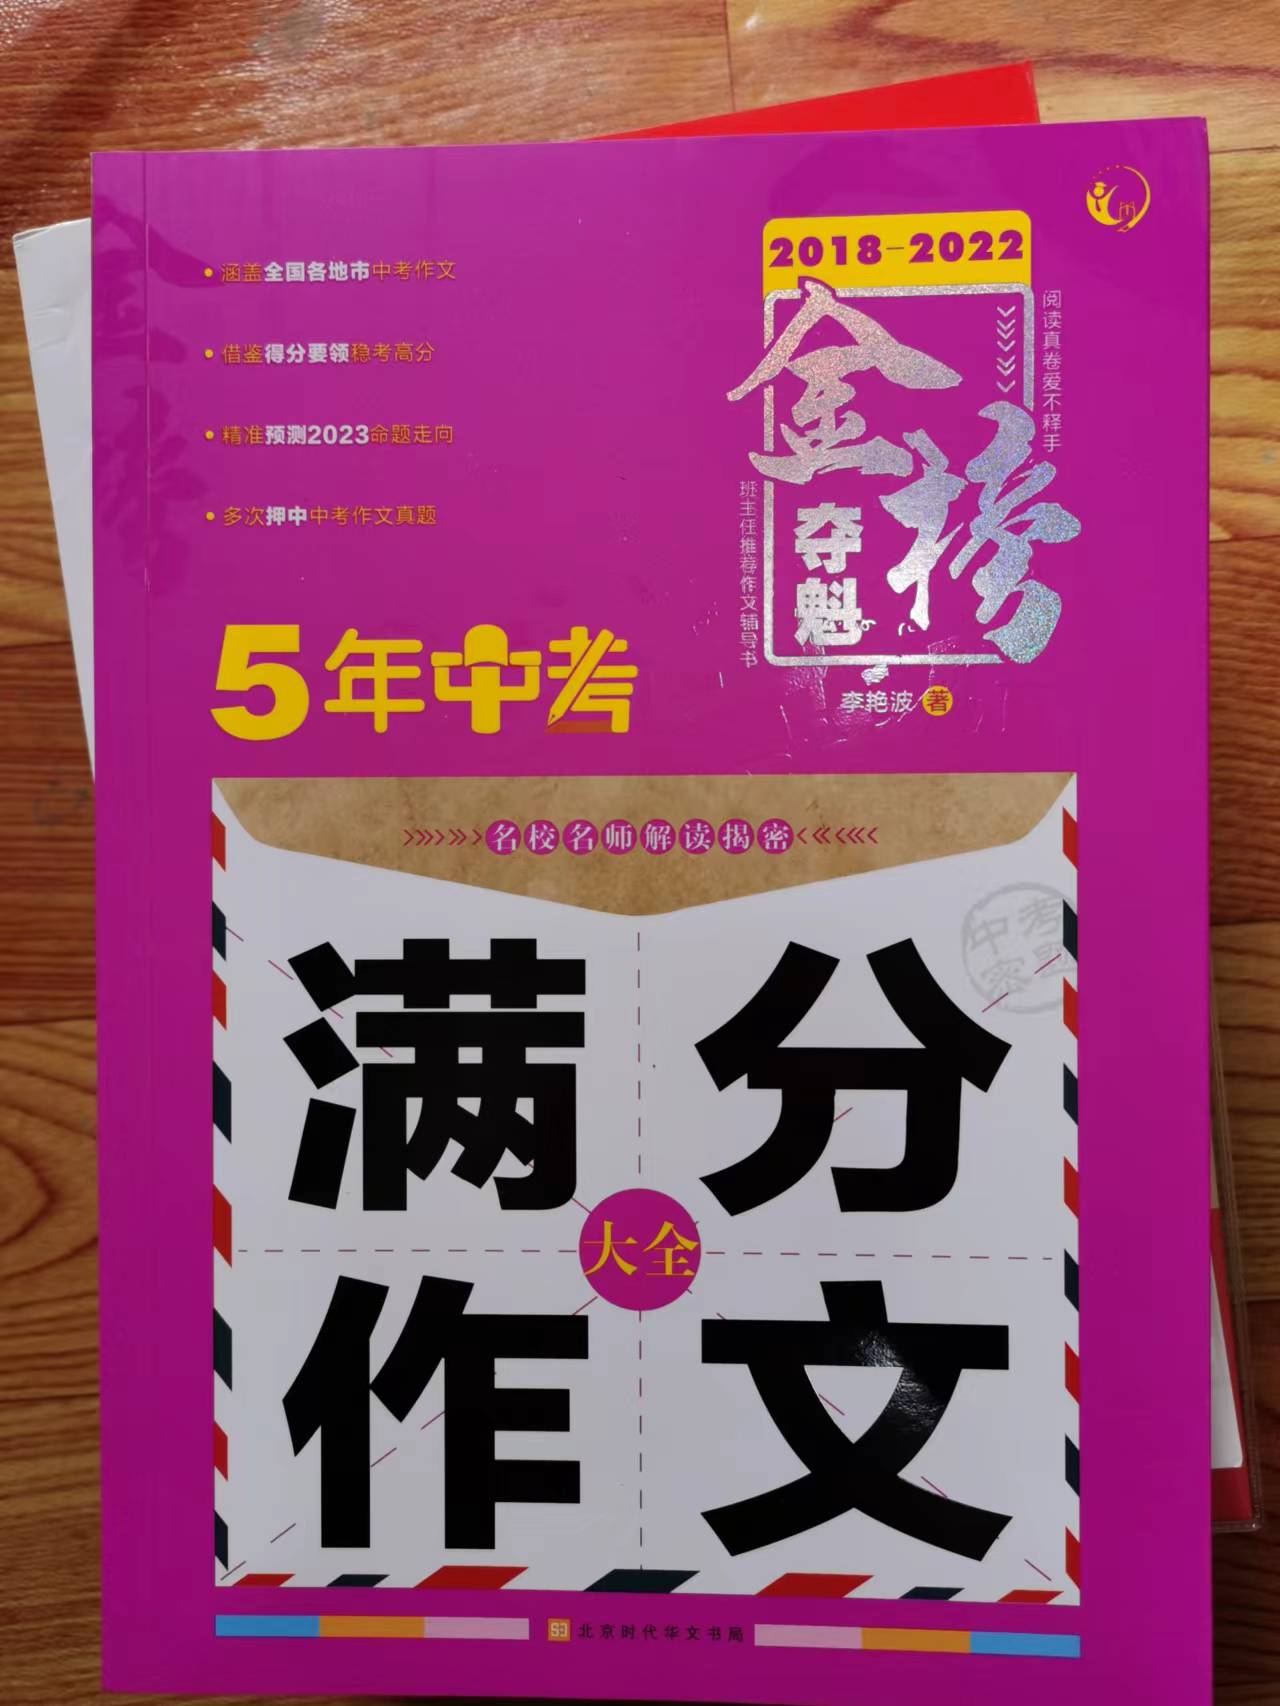 涵盖全国各地市中考作文
借鉴得分要领稳考高分
精准预测2023命题走向
多次押中中考作文真题
2018-2022
金榜
夺魁
阅读真卷爱不释手
班主任推荐作文辅导书
李艳波 著
5年中考
名校名师解读揭密
中考
密题
满分
大全
作文
北京时代华文书局